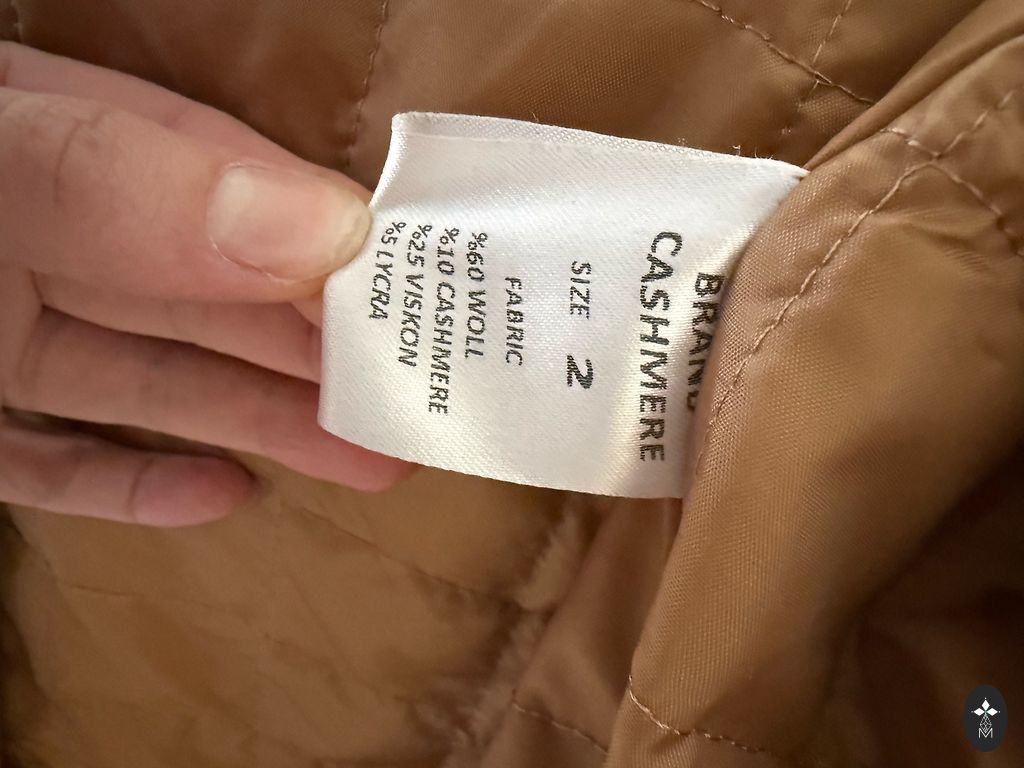 BRAND
CASHMERE
SIZE 2
FABRIC
%60 WOLL
%10 CASHMERE
%25 VISKON
%5 LYCRA
M